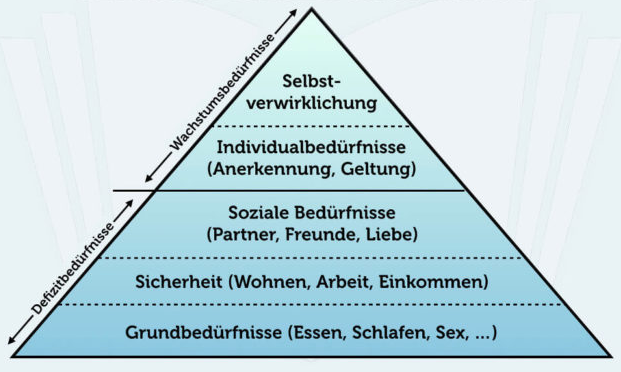 Selbst-
verwirklichung
Wachstumsbedürfnisse
Individualbedürfnisse
(Anerkennung, Geltung)
Soziale Bedürfnisse
(Partner, Freunde, Liebe)
Defizitbedürfnisse
Sicherheit (Wohnen, Arbeit, Einkommen)
Grundbedürfnisse (Essen, Schlafen, Sex, ...)